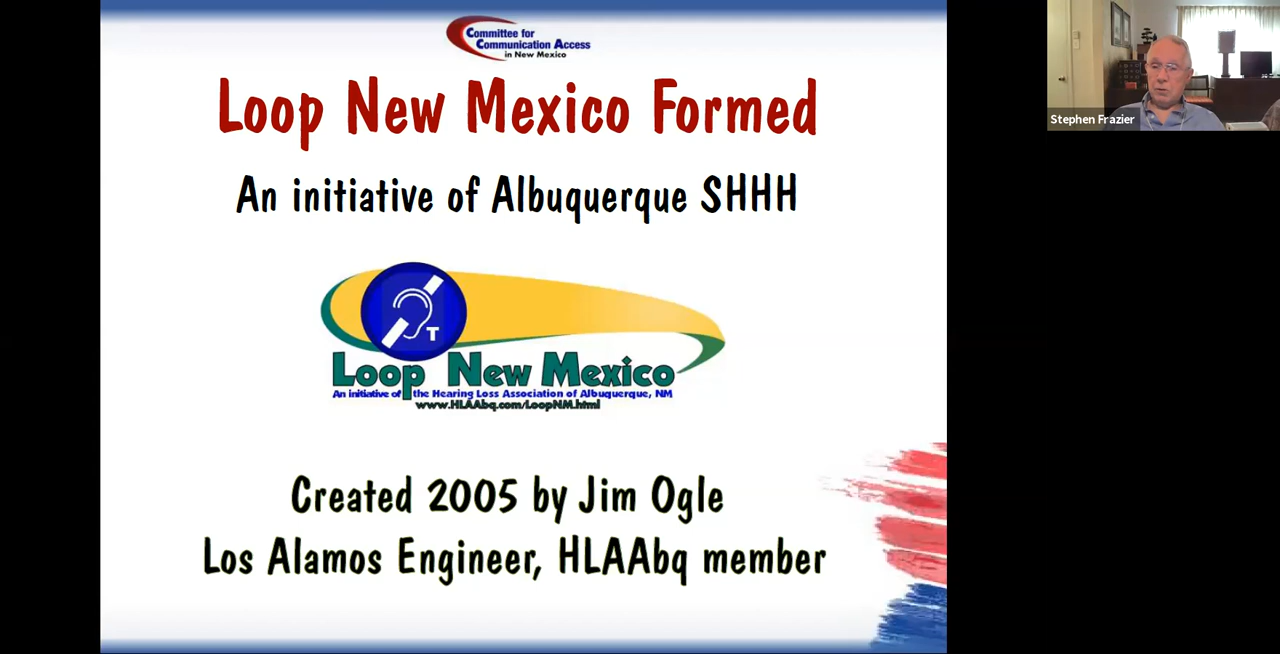 Committee for
Communication Access
in New Mexico
Loop New Mexico Formed
An initiative of Albuquerque SHHH
T
Loop New Mexico
An initiative of the Hearing Loss Association of Albuquerque, NM
www.HLAAbq.com/LoopNM.html
Created 2005 by Jim Ogle
Los Alamos Engineer, HLAAbq member
Stephen Frazier